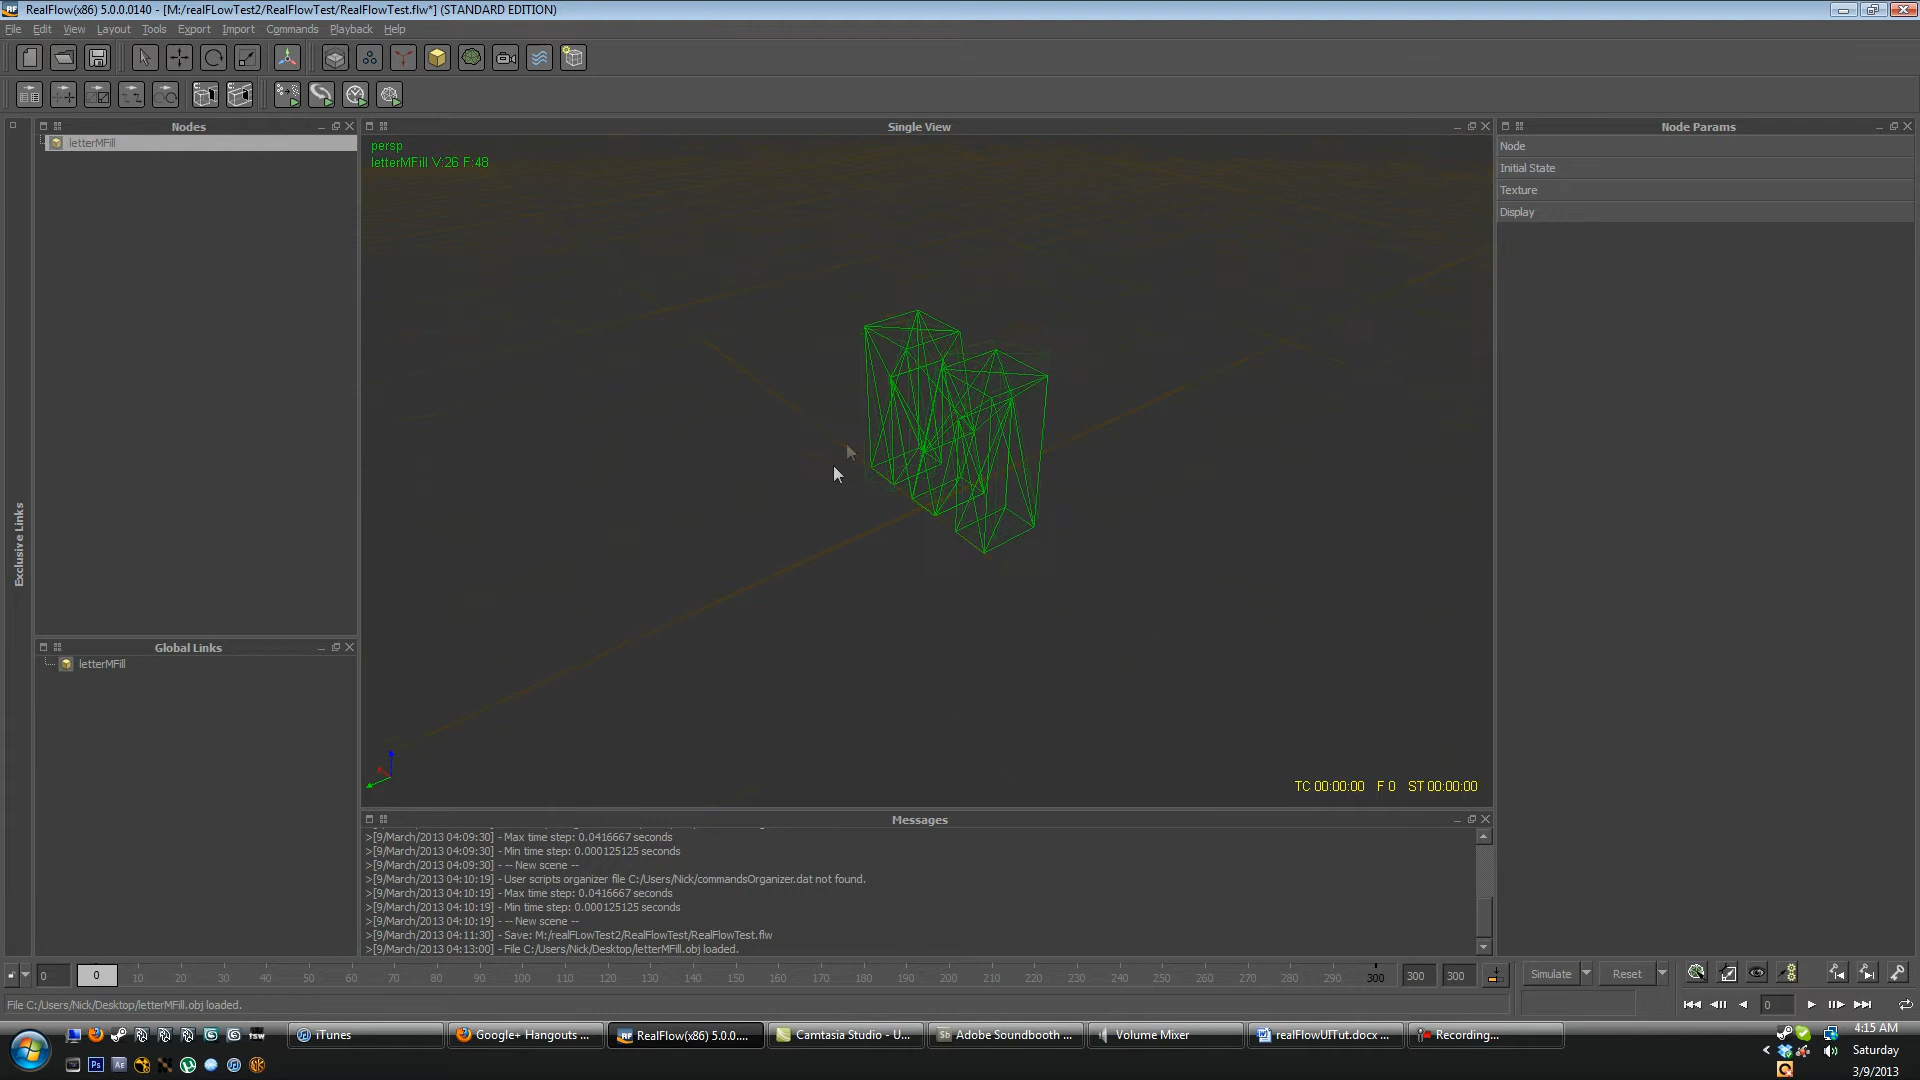 RealFlow(x86) 5.0.0.0140 - [M:/realFLowTest2/RealFlowTest/RealFlowTest.flw*] (STANDARD EDITION)
File Edit View Layout Tools Export Import Commands Playback Help
Nodes
letterMFill
Single View
persp
letterMFill V:26 F:48
Node Params
Node
Initial State
Texture
Display
Exclusive Links
Global Links
letterMFill
TC 00:00:00 F 0 ST 00:00:00
Messages
>[9/March/2013 04:09:30] - Max time step: 0.0416667 seconds
>[9/March/2013 04:09:30] - Min time step: 0.000125125 seconds
>[9/March/2013 04:09:30] - -- New scene --
>[9/March/2013 04:10:19] - User scripts organizer file C:/Users/Nick/commandsOrganizer.dat not found.
>[9/March/2013 04:10:19] - Max time step: 0.0416667 seconds
>[9/March/2013 04:10:19] - Min time step: 0.000125125 seconds
>[9/March/2013 04:10:19] - -- New scene --
>[9/March/2013 04:11:30] - Save: M:/realFLowTest2/RealFlowTest/RealFlowTest.flw
>[9/March/2013 04:13:00] - File C:/Users/Nick/Desktop/letterMFill.obj loaded.
0 0 10 20 30 40 50 60 70 80 90 100 110 120 130 140 150 160 170 180 190 200 210 220 230 240 250 260 270 280 290 300 300 300 Simulate Reset
File C:/Users/Nick/Desktop/letterMFill.obj loaded.
0
iTunes Google+ Hangouts ... RealFlow(x86) 5.0.0.... Camtasia Studio - U... Adobe Soundbooth ... Volume Mixer realFlowUITut.docx ... Recording...
4:15 AM
Saturday
3/9/2013